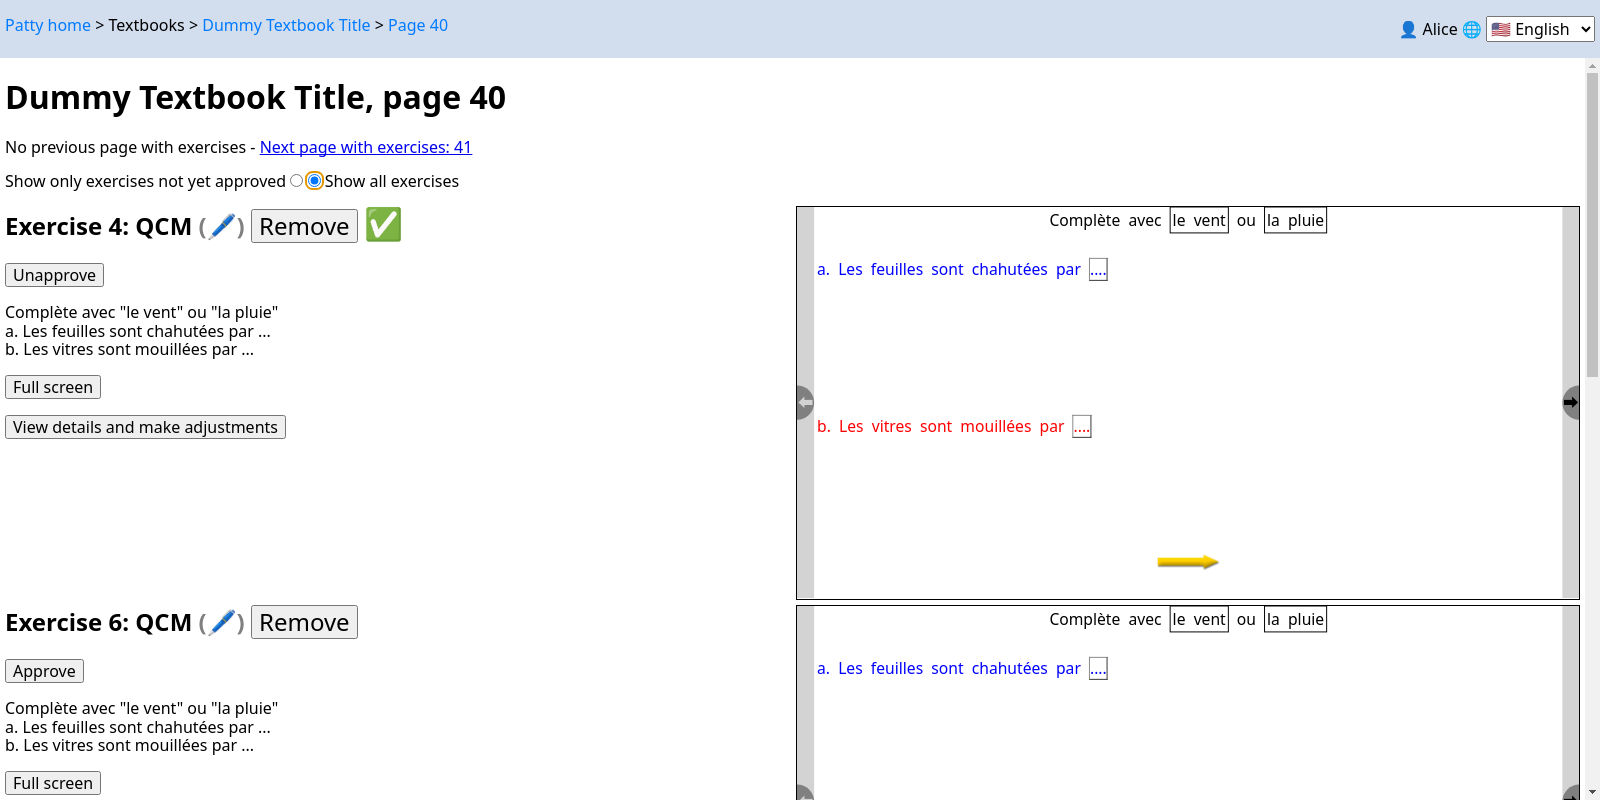 Patty home > Textbooks > Dummy Textbook Title > Page 40
Alice English
Dummy Textbook Title, page 40
No previous page with exercises - Next page with exercises: 41
Show only exercises not yet approved Show all exercises
Exercise 4: QCM ( ) Remove
Unapprove
Complète avec "le vent" ou "la pluie"
a. Les feuilles sont chahutées par ...
b. Les vitres sont mouillées par ...
Full screen
View details and make adjustments
Complète avec le vent ou la pluie
a. Les feuilles sont chahutées par ....
b. Les vitres sont mouillées par ....
Exercise 6: QCM ( ) Remove
Approve
Complète avec "le vent" ou "la pluie"
a. Les feuilles sont chahutées par ...
b. Les vitres sont mouillées par ...
Full screen
Complète avec le vent ou la pluie
a. Les feuilles sont chahutées par ....